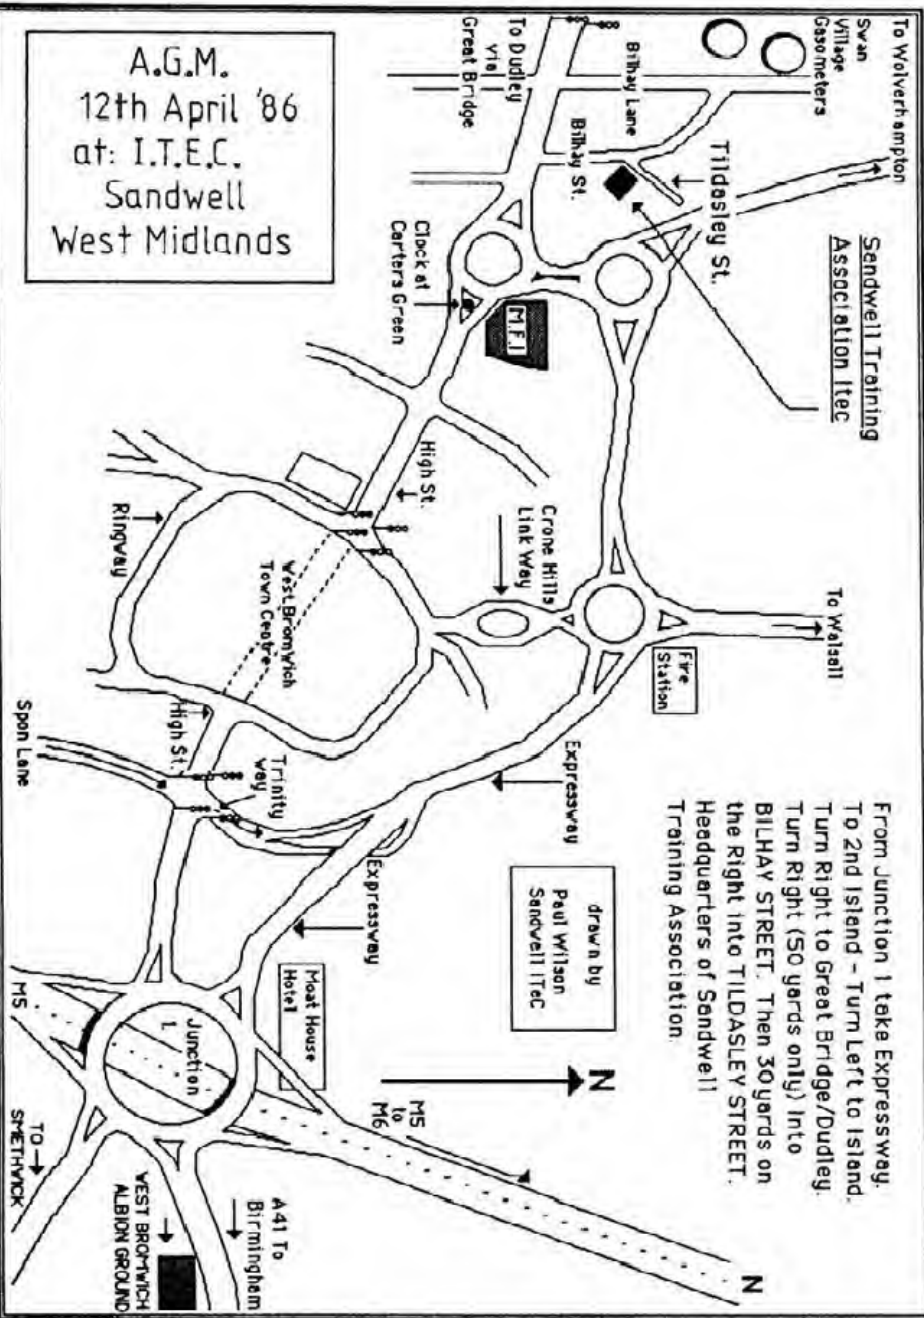 A.G.M.
12th April '86
at: I.T.E.C.
Sandwell
West Midlands
From Junction 1 take Expressway.
To 2nd Island - Turn Left to Island.
Turn Right to Great Bridge/Dudley.
Turn Right (50 yards only) Into
BILHAY STREET. Then 30 yards on
the Right into TILDASLEY STREET.
Headquarters of Sandwell
Training Association.
To Wolverhampton
Swan
Village
Gasometers
Sandwell Training
Association Itec
Tildasley St.
Bilhay Lane
Bilhay St.
To Dudley
via
Great Bridge
Clock at
Carters Green
M.F.I
High St.
Crone Hills
Link Way
To Walsall
Fire
Station
Expressway
Ringway
West Bromwich
Town Centre
High St.
Trinity
way
Spon Lane
Expressway
drawn by
Paul Wilson
Sandwell ITeC
Moat House
Hotel
N
M5
to
M6
N
Junction
1
M5
TO
SMETHWICK
WEST BROMWICH
ALBION GROUND
A41 To
Birmingham